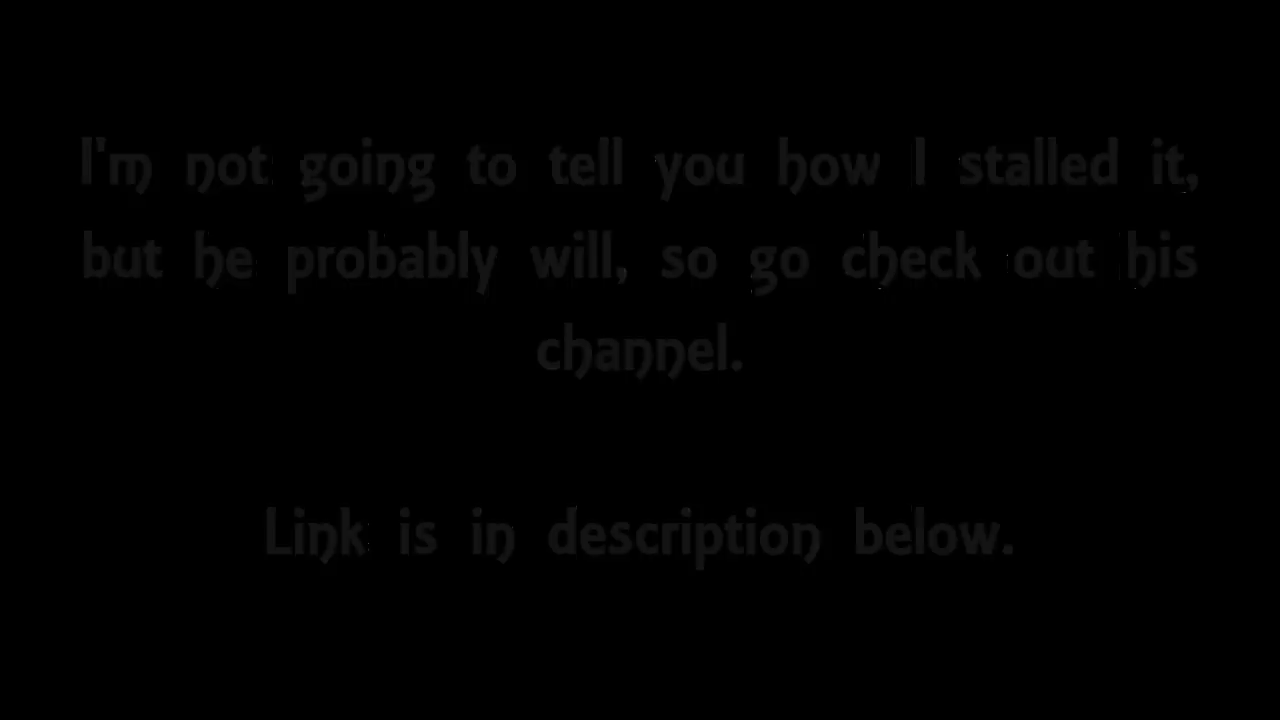 I'm not going to tell you how I stalled it,
but he probably will, so go check out his
channel.
Link is in description below.